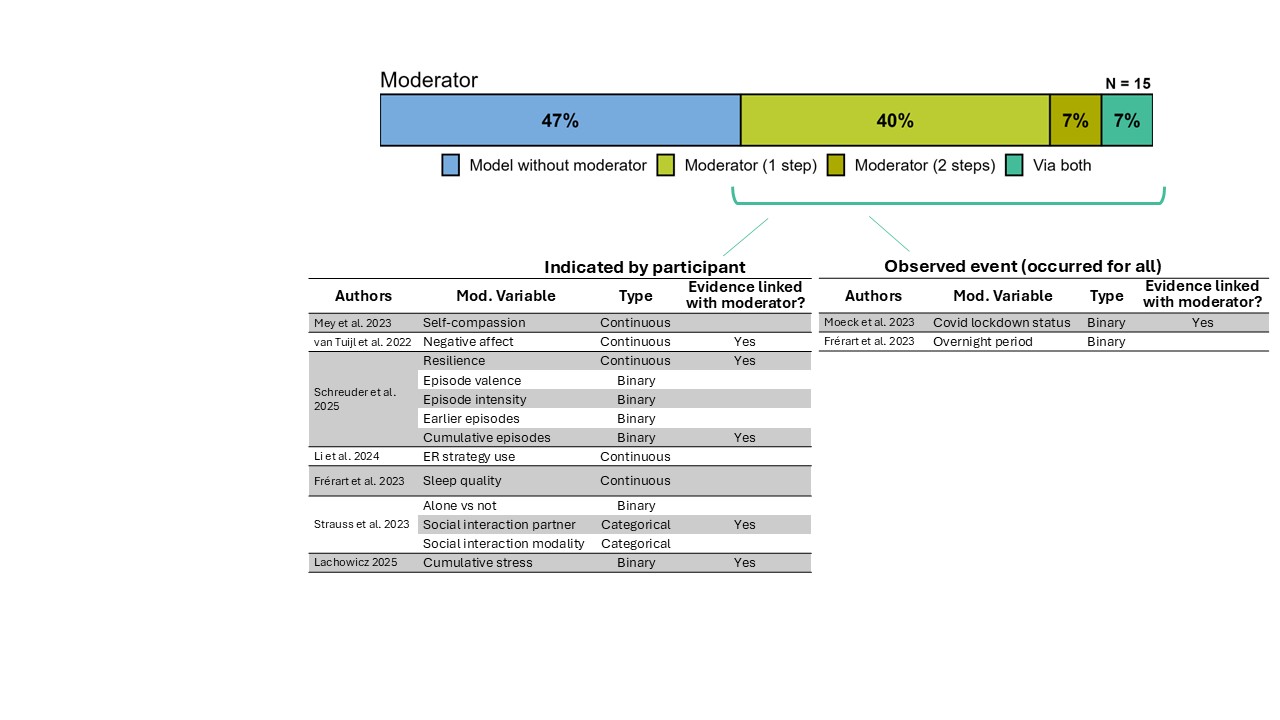 Moderator
N = 15
47% 40% 7% 7%
Model without moderator Moderator (1 step) Moderator (2 steps) Via both
Indicated by participant
Authors Mod. Variable Type Evidence linked with moderator?
Mey et al. 2023 Self-compassion Continuous
van Tuijl et al. 2022 Negative affect Continuous Yes
Schreuder et al. 2025 Resilience Continuous Yes
Episode valence Binary
Episode intensity Binary
Earlier episodes Binary
Cumulative episodes Binary Yes
Li et al. 2024 ER strategy use Continuous
Frérart et al. 2023 Sleep quality Continuous
Strauss et al. 2023 Alone vs not Binary
Social interaction partner Categorical Yes
Social interaction modality Categorical
Lachowicz 2025 Cumulative stress Binary Yes
Observed event (occurred for all)
Authors Mod. Variable Type Evidence linked with moderator?
Moeck et al. 2023 Covid lockdown status Binary Yes
Frérart et al. 2023 Overnight period Binary